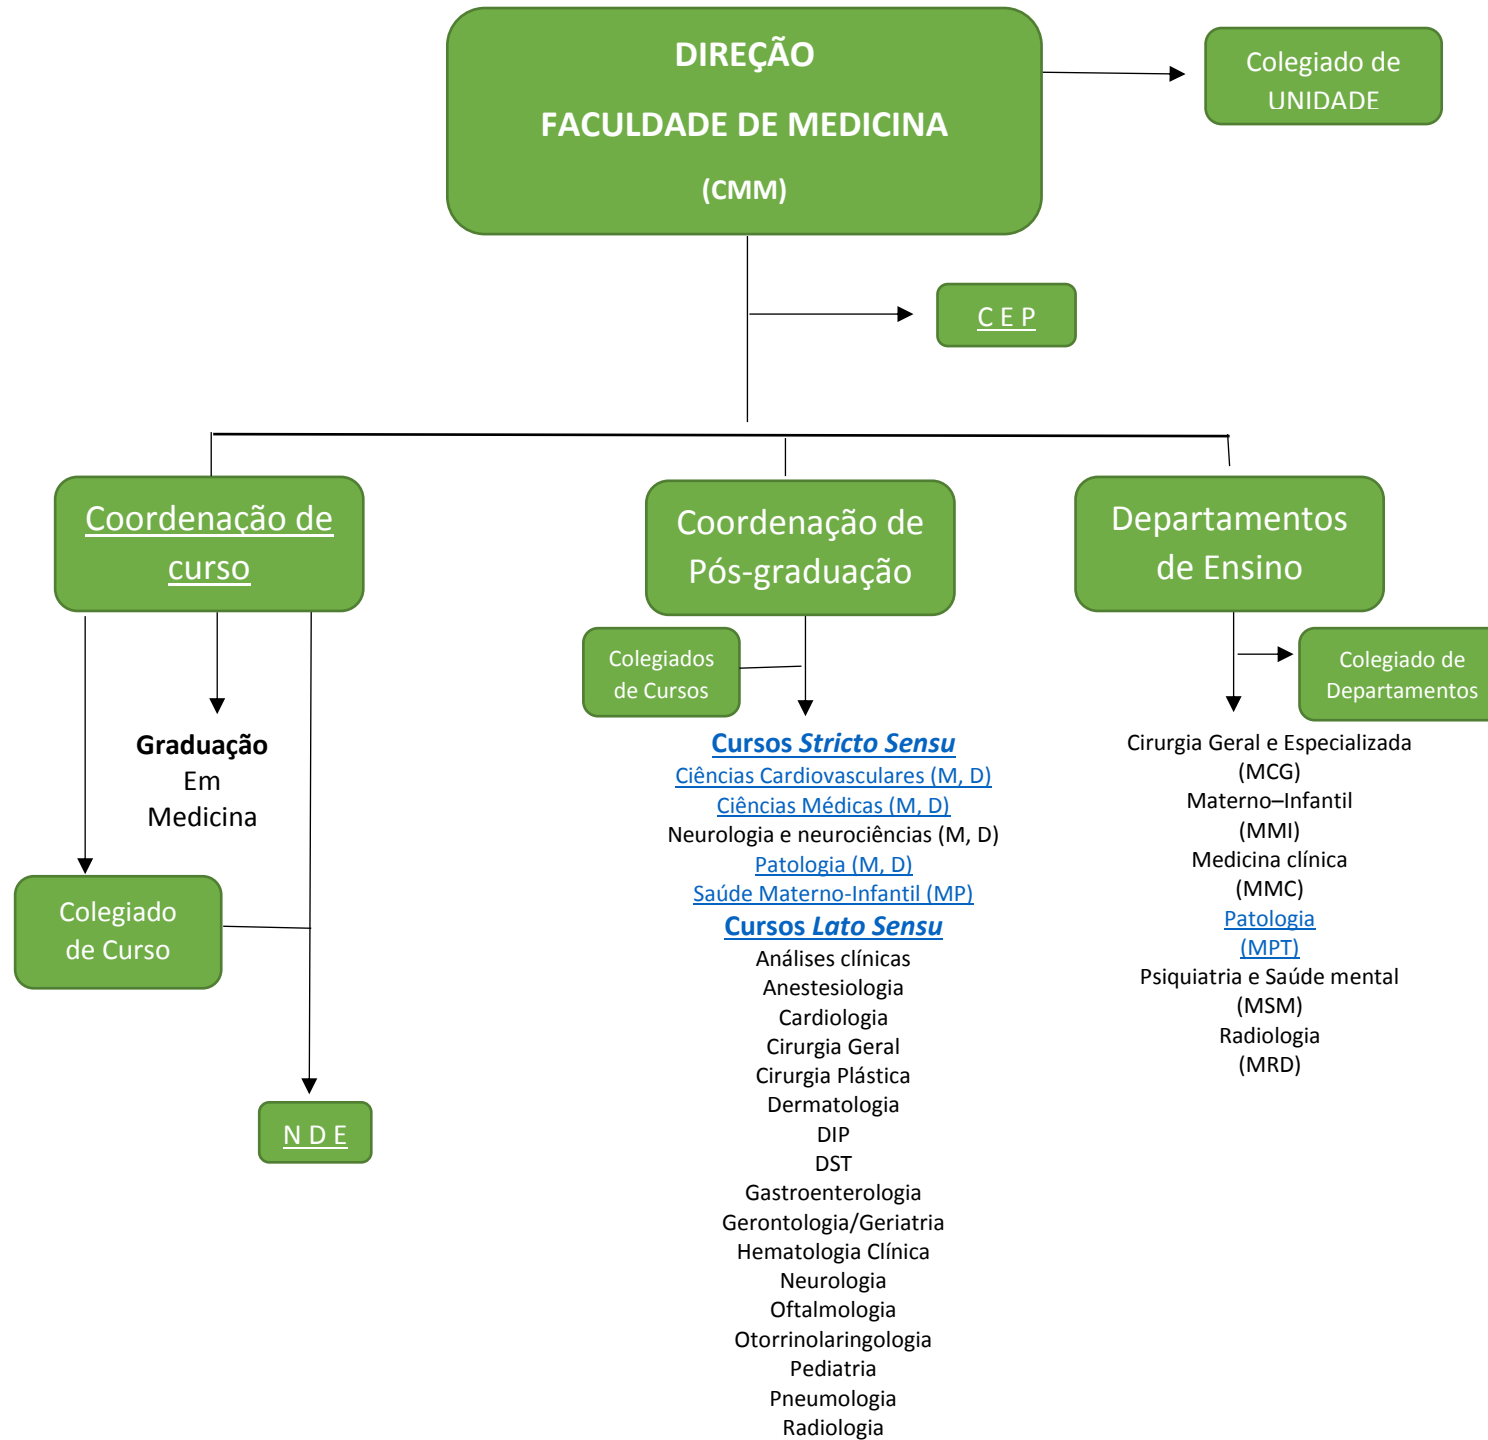 DIREÇÃO
FACULDADE DE MEDICINA
(CMM)
Colegiado de
UNIDADE
C E P
Coordenação de
curso
Coordenação de
Pós-graduação
Departamentos
de Ensino
Colegiados
de Cursos
Colegiado de
Departamentos
Graduação
Em
Medicina
Colegiado
de Curso
N D E
Cursos Stricto Sensu
Ciências Cardiovasculares (M, D)
Ciências Médicas (M, D)
Neurologia e neurociências (M, D)
Patologia (M, D)
Saúde Materno-Infantil (MP)
Cursos Lato Sensu
Análises clínicas
Anestesiologia
Cardiologia
Cirurgia Geral
Cirurgia Plástica
Dermatologia
DIP
DST
Gastroenterologia
Gerontologia/Geriatria
Hematologia Clínica
Neurologia
Oftalmologia
Otorrinolaringologia
Pediatria
Pneumologia
Radiologia
Cirurgia Geral e Especializada
(MCG)
Materno–Infantil
(MMI)
Medicina clínica
(MMC)
Patologia
(MPT)
Psiquiatria e Saúde mental
(MSM)
Radiologia
(MRD)